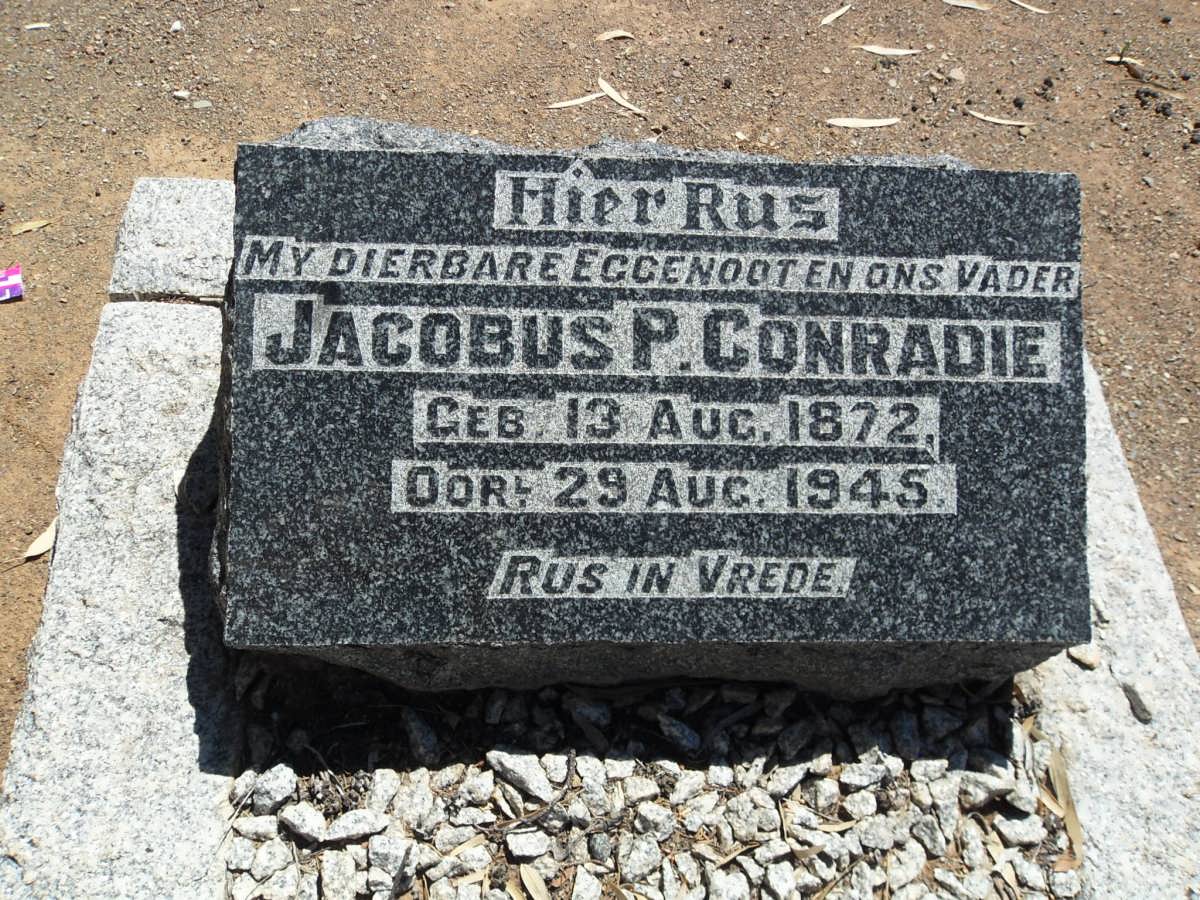 Hier Rus
MY DIERBARE EGGENOOT EN ONS VADER
JACOBUS P. CONRADIE
GEB. 13 AUG. 1872,
OORL. 29 AUG. 1945.
RUS IN VREDE.